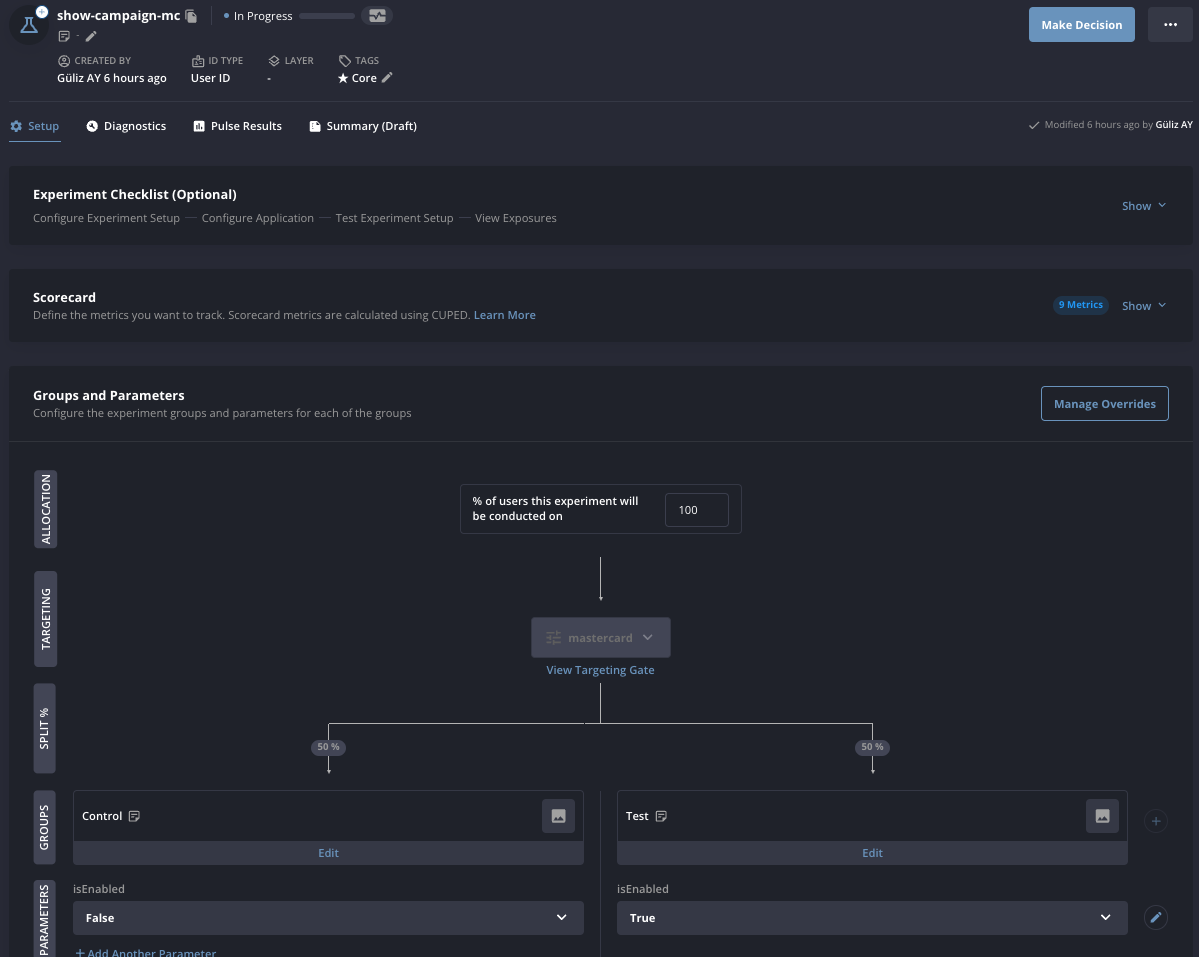 show-campaign-mc
In Progress
Make Decision
-
CREATED BY
ID TYPE
LAYER
TAGS
Güliz AY 6 hours ago
User ID
-
Core
Setup
Diagnostics
Pulse Results
Summary (Draft)
Modified 6 hours ago by Güliz AY
Experiment Checklist (Optional)
Configure Experiment Setup — Configure Application — Test Experiment Setup — View Exposures
Show
Scorecard
Define the metrics you want to track. Scorecard metrics are calculated using CUPED. Learn More
9 Metrics
Show
Groups and Parameters
Configure the experiment groups and parameters for each of the groups
Manage Overrides
ALLOCATION
% of users this experiment will
be conducted on
100
TARGETING
mastercard
View Targeting Gate
SPLIT %
50 %
50 %
GROUPS
Control
Test
Edit
Edit
PARAMETERS
isEnabled
isEnabled
False
True
+ Add Another Parameter